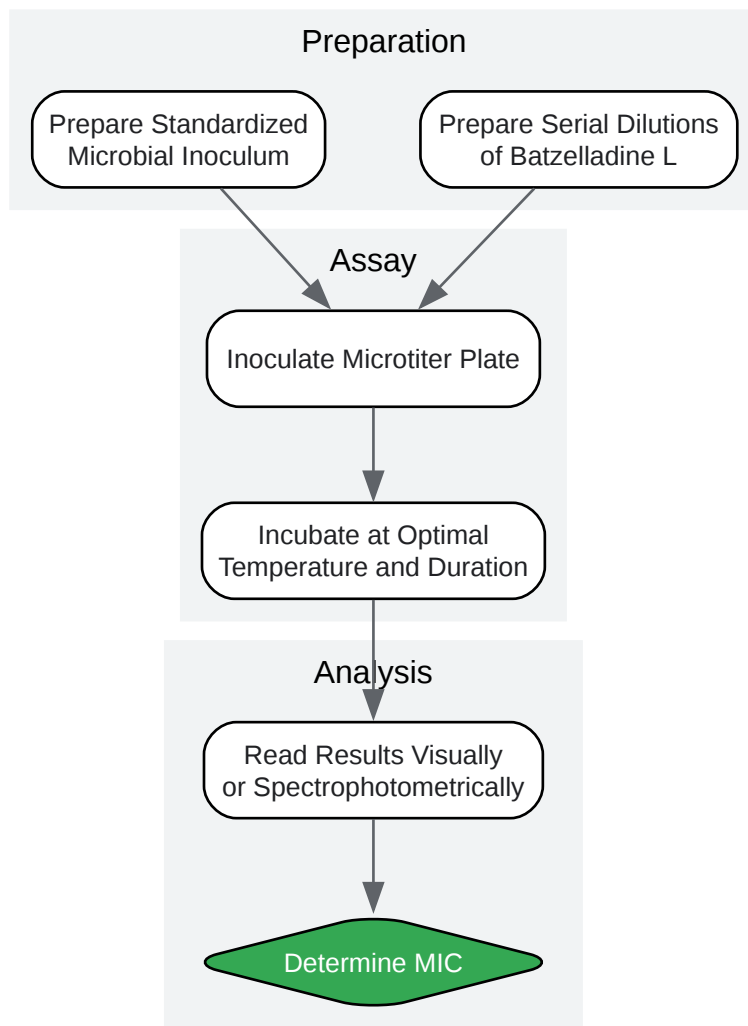 Preparation
Prepare Standardized
Microbial Inoculum
Prepare Serial Dilutions
of Batzelladine L
Assay
Inoculate Microtiter Plate
Incubate at Optimal
Temperature and Duration
Analysis
Read Results Visually
or Spectrophotometrically
Determine MIC